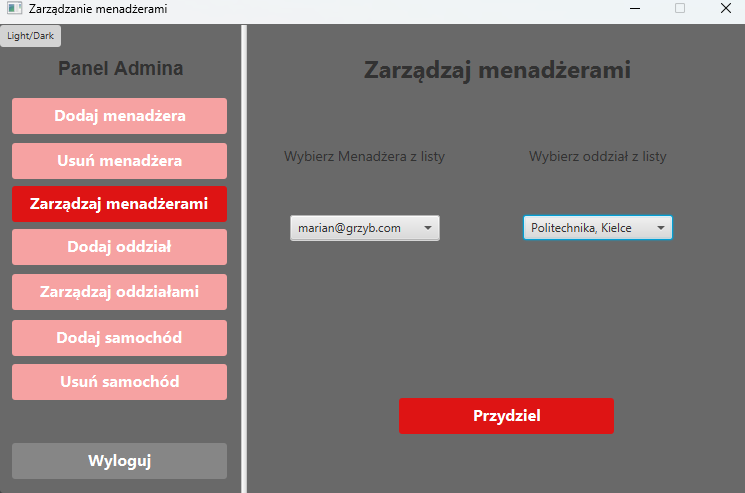 Zarządzanie menadżerami
Light/Dark
Panel Admina
Dodaj menadżera
Usuń menadżera
Zarządzaj menadżerami
Dodaj oddział
Zarządzaj oddziałami
Dodaj samochód
Usuń samochód
Wyloguj
Zarządzaj menadżerami
Wybierz Menadżera z listy
Wybierz oddział z listy
marian@grzyb.com
Politechnika, Kielce
Przydziel